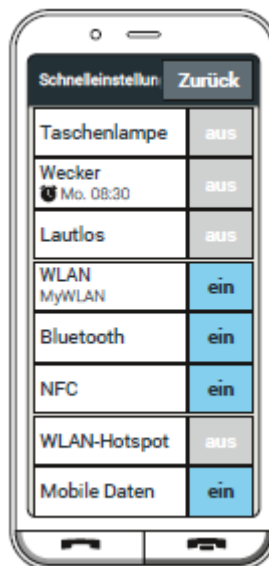 Schnelleinstellun Zurück
Taschenlampe aus
Wecker aus
Mo. 08:30
Lautlos aus
WLAN ein
MyWLAN
Bluetooth ein
NFC ein
WLAN-Hotspot aus
Mobile Daten ein